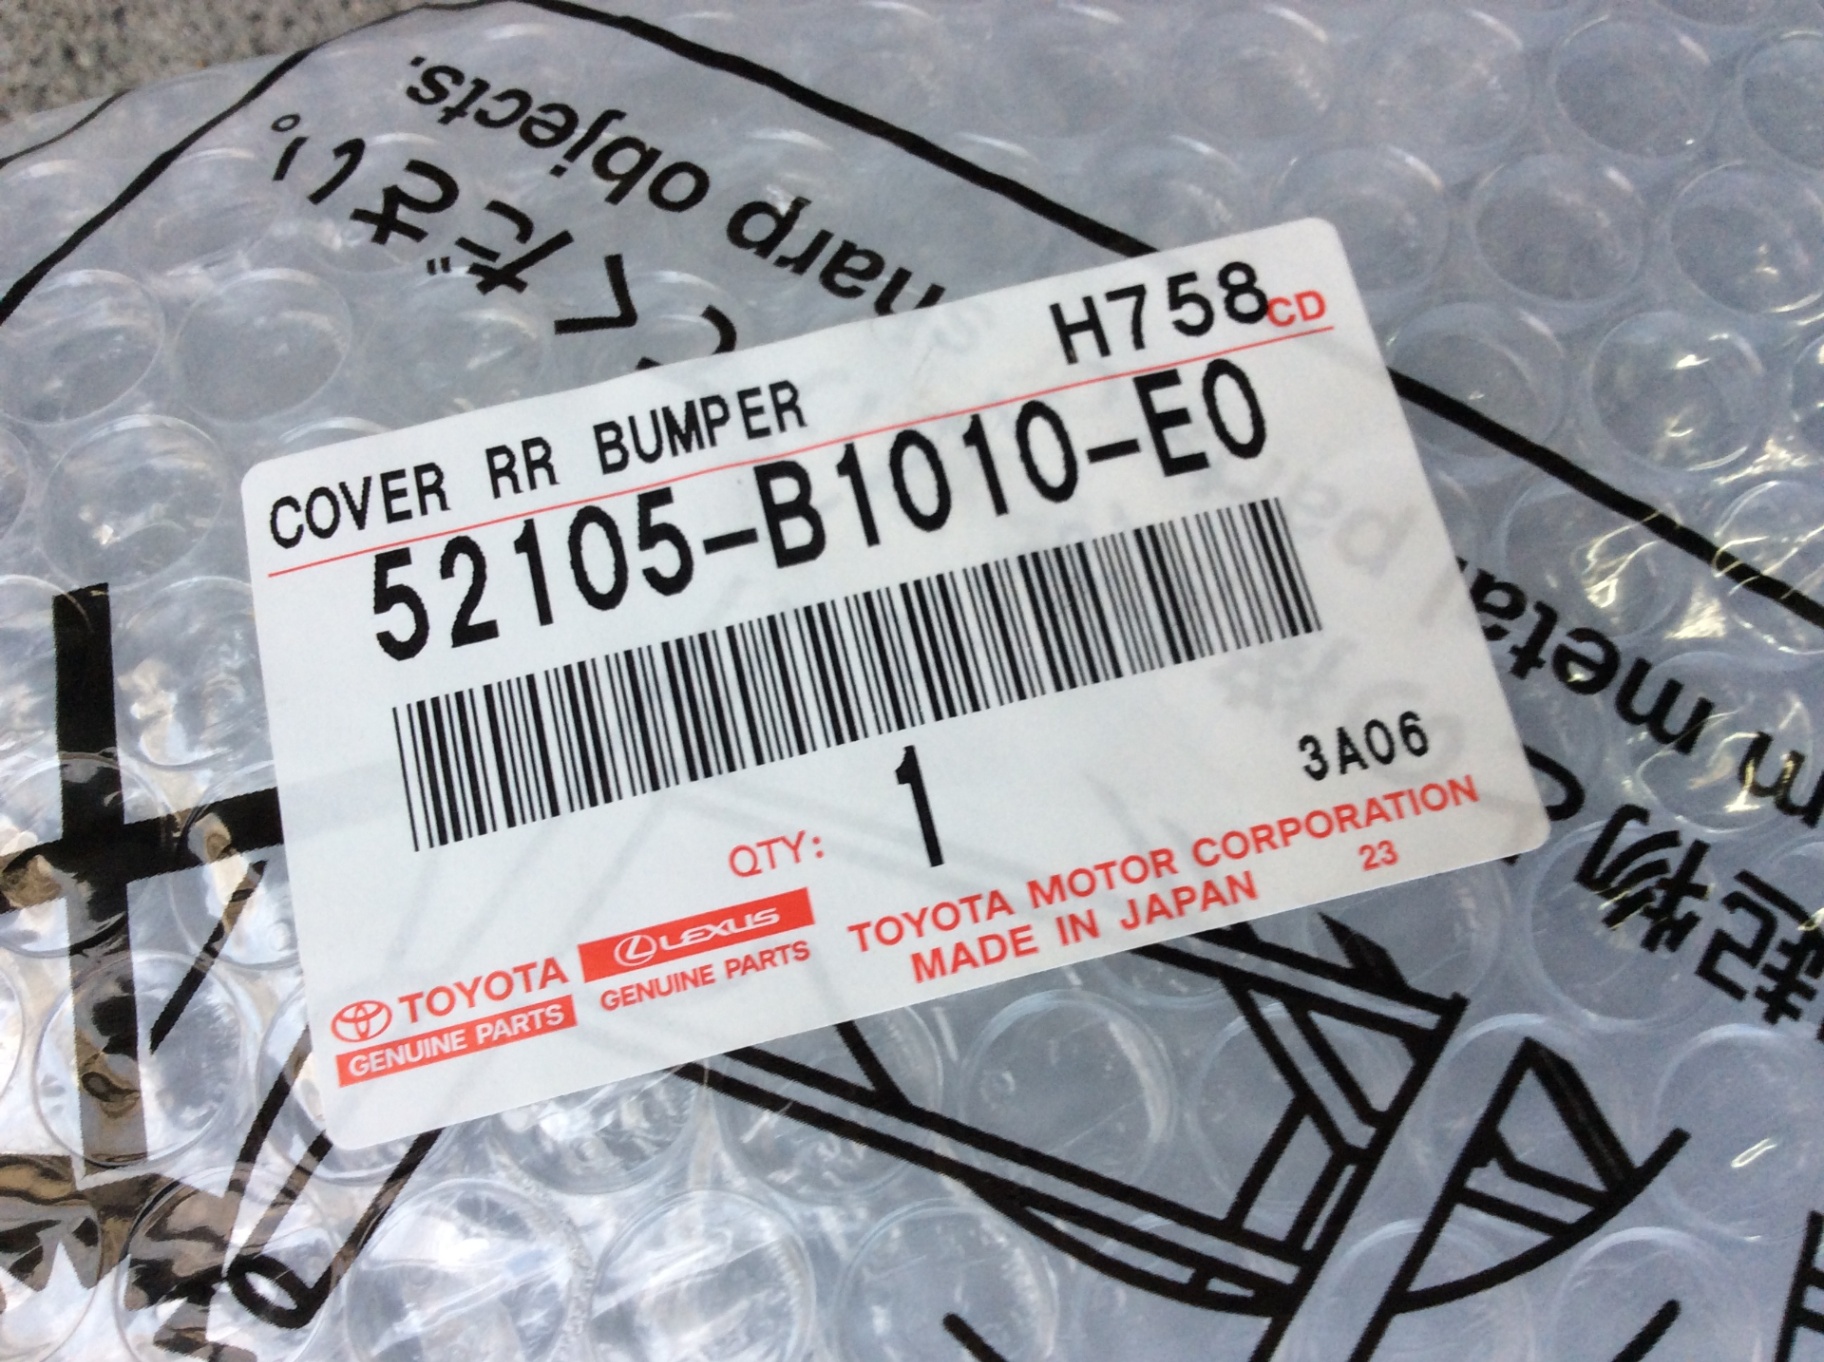 H758 CD
COVER RR BUMPER
52105-B1010-E0
3A06
QTY: 1
TOYOTA
GENUINE PARTS
LEXUS
GENUINE PARTS
TOYOTA MOTOR CORPORATION
MADE IN JAPAN
23
ください。
objects.